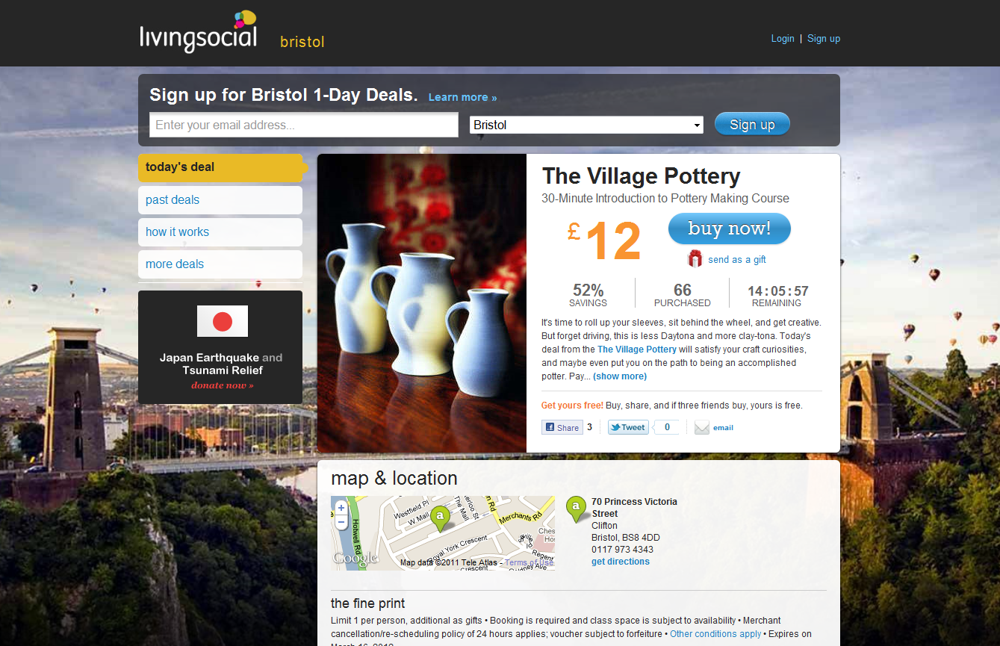 livingsocial
bristol
Login | Sign up
Sign up for Bristol 1-Day Deals. Learn more »
Enter your email address...
Bristol
Sign up
today's deal
past deals
how it works
more deals
Japan Earthquake and
Tsunami Relief
donate now »
The Village Pottery
30-Minute Introduction to Pottery Making Course
£12
buy now!
send as a gift
52%
SAVINGS
66
PURCHASED
14:05:57
REMAINING
It's time to roll up your sleeves, sit behind the wheel, and get creative.
But forget driving, this is less Daytona and more clay-tona. Today's
deal from the The Village Pottery will satisfy your craft curiosities,
and maybe even put you on the path to being an accomplished
potter. Pay... (show more)
Get yours free! Buy, share, and if three friends buy, yours is free.
Share 3
Tweet 0
email
map & location
Westfield Pl
W Mall
The Mall
Merchants Rd
Hotwell Rd
Royal York Crescent
Regent
Crescent
Google
Map data ©2011 Tele Atlas - Terms of Use
a
a
70 Princess Victoria
Street
Clifton
Bristol, BS8 4DD
0117 973 4343
get directions
the fine print
Limit 1 per person, additional as gifts • Booking is required and class space is subject to availability • Merchant
cancellation/re-scheduling policy of 24 hours applies; voucher subject to forfeiture • Other conditions apply • Expires on